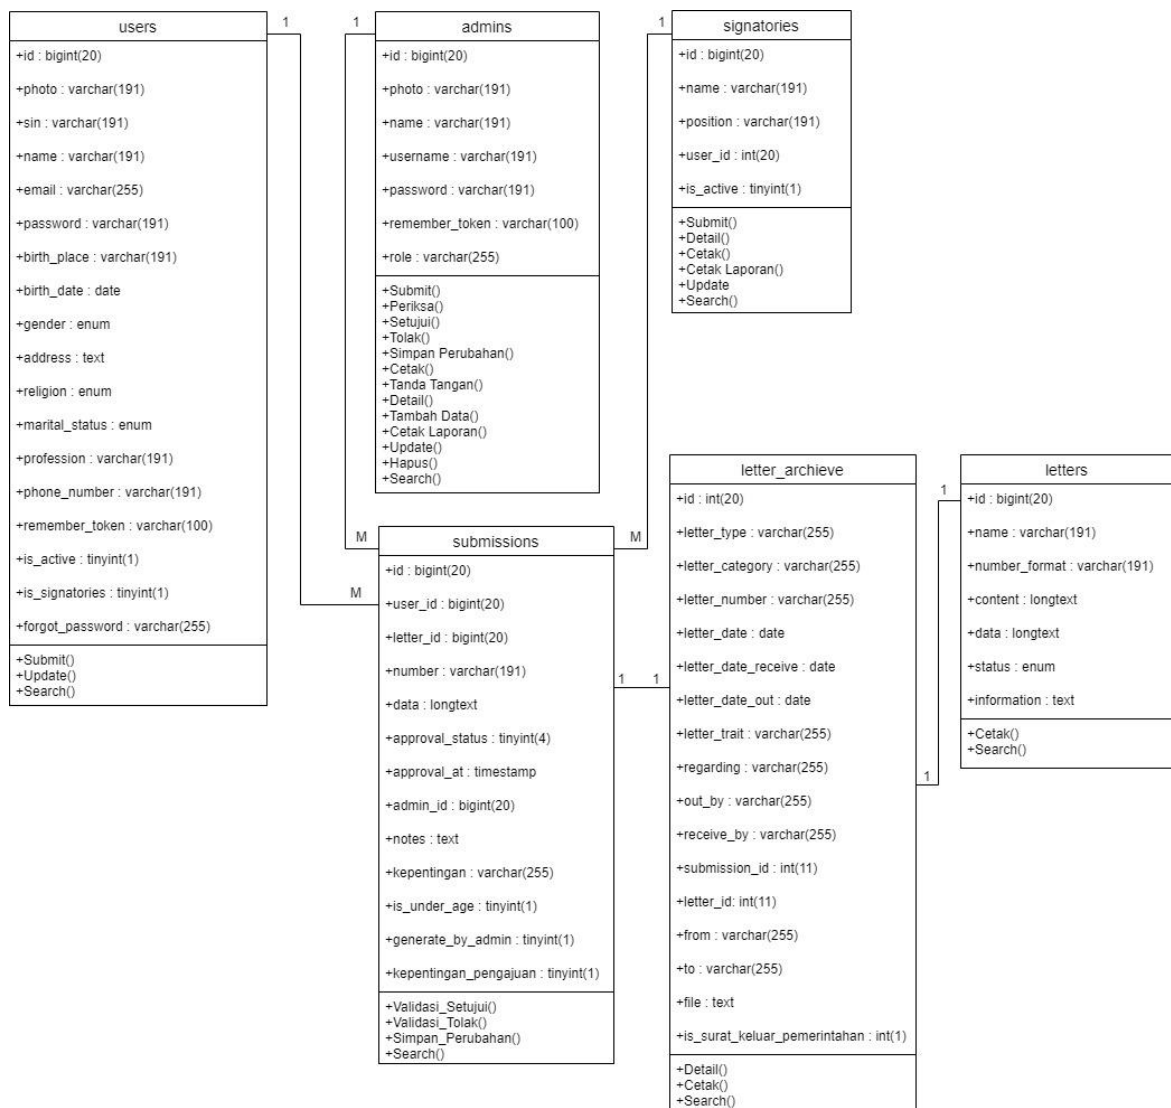 users
+id : bigint(20)
+photo : varchar(191)
+sin : varchar(191)
+name : varchar(191)
+email : varchar(255)
+password : varchar(191)
+birth_place : varchar(191)
+birth_date : date
+gender : enum
+address : text
+religion : enum
+marital_status : enum
+profession : varchar(191)
+phone_number : varchar(191)
+remember_token : varchar(100)
+is_active : tinyint(1)
+is_signatories : tinyint(1)
+forgot_password : varchar(255)
+Submit()
+Update()
+Search()
1
M
1
admins
+id : bigint(20)
+photo : varchar(191)
+name : varchar(191)
+username : varchar(191)
+password : varchar(191)
+remember_token : varchar(100)
+role : varchar(255)
+Submit()
+Periksa()
+Setujui()
+Tolak()
+Simpan Perubahan()
+Cetak()
+Tanda Tangan()
+Detail()
+Tambah Data()
+Cetak Laporan()
+Update()
+Hapus()
+Search()
M
1
signatories
+id : bigint(20)
+name : varchar(191)
+position : varchar(191)
+user_id : int(20)
+is_active : tinyint(1)
+Submit()
+Detail()
+Cetak()
+Cetak Laporan()
+Update
+Search()
M
submissions
+id : bigint(20)
+user_id : bigint(20)
+letter_id : bigint(20)
+number : varchar(191)
+data : longtext
+approval_status : tinyint(4)
+approval_at : timestamp
+admin_id : bigint(20)
+notes : text
+kepentingan : varchar(255)
+is_under_age : tinyint(1)
+generate_by_admin : tinyint(1)
+kepentingan_pengajuan : tinyint(1)
+Validasi_Setujui()
+Validasi_Tolak()
+Simpan_Perubahan()
+Search()
1
1
letter_archieve
+id : int(20)
+letter_type : varchar(255)
+letter_category : varchar(255)
+letter_number : varchar(255)
+letter_date : date
+letter_date_receive : date
+letter_date_out : date
+letter_trait : varchar(255)
+regarding : varchar(255)
+out_by : varchar(255)
+receive_by : varchar(255)
+submission_id : int(11)
+letter_id: int(11)
+from : varchar(255)
+to : varchar(255)
+file : text
+is_surat_keluar_pemerintahan : int(1)
+Detail()
+Cetak()
+Search()
1
1
letters
+id : bigint(20)
+name : varchar(191)
+number_format : varchar(191)
+content : longtext
+data : longtext
+status : enum
+information : text
+Cetak()
+Search()